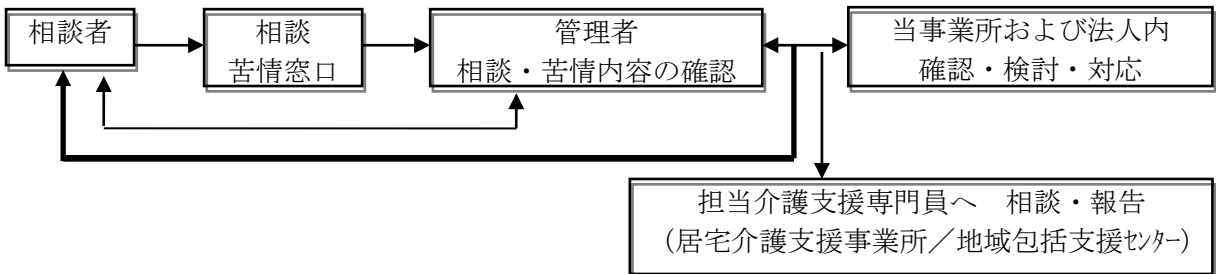 相談者
相談
苦情窓口
管理者
相談・苦情内容の確認
当事業所および法人内
確認・検討・対応
担当介護支援専門員へ　相談・報告
(居宅介護支援事業所／地域包括支援ｾﾝﾀｰ)